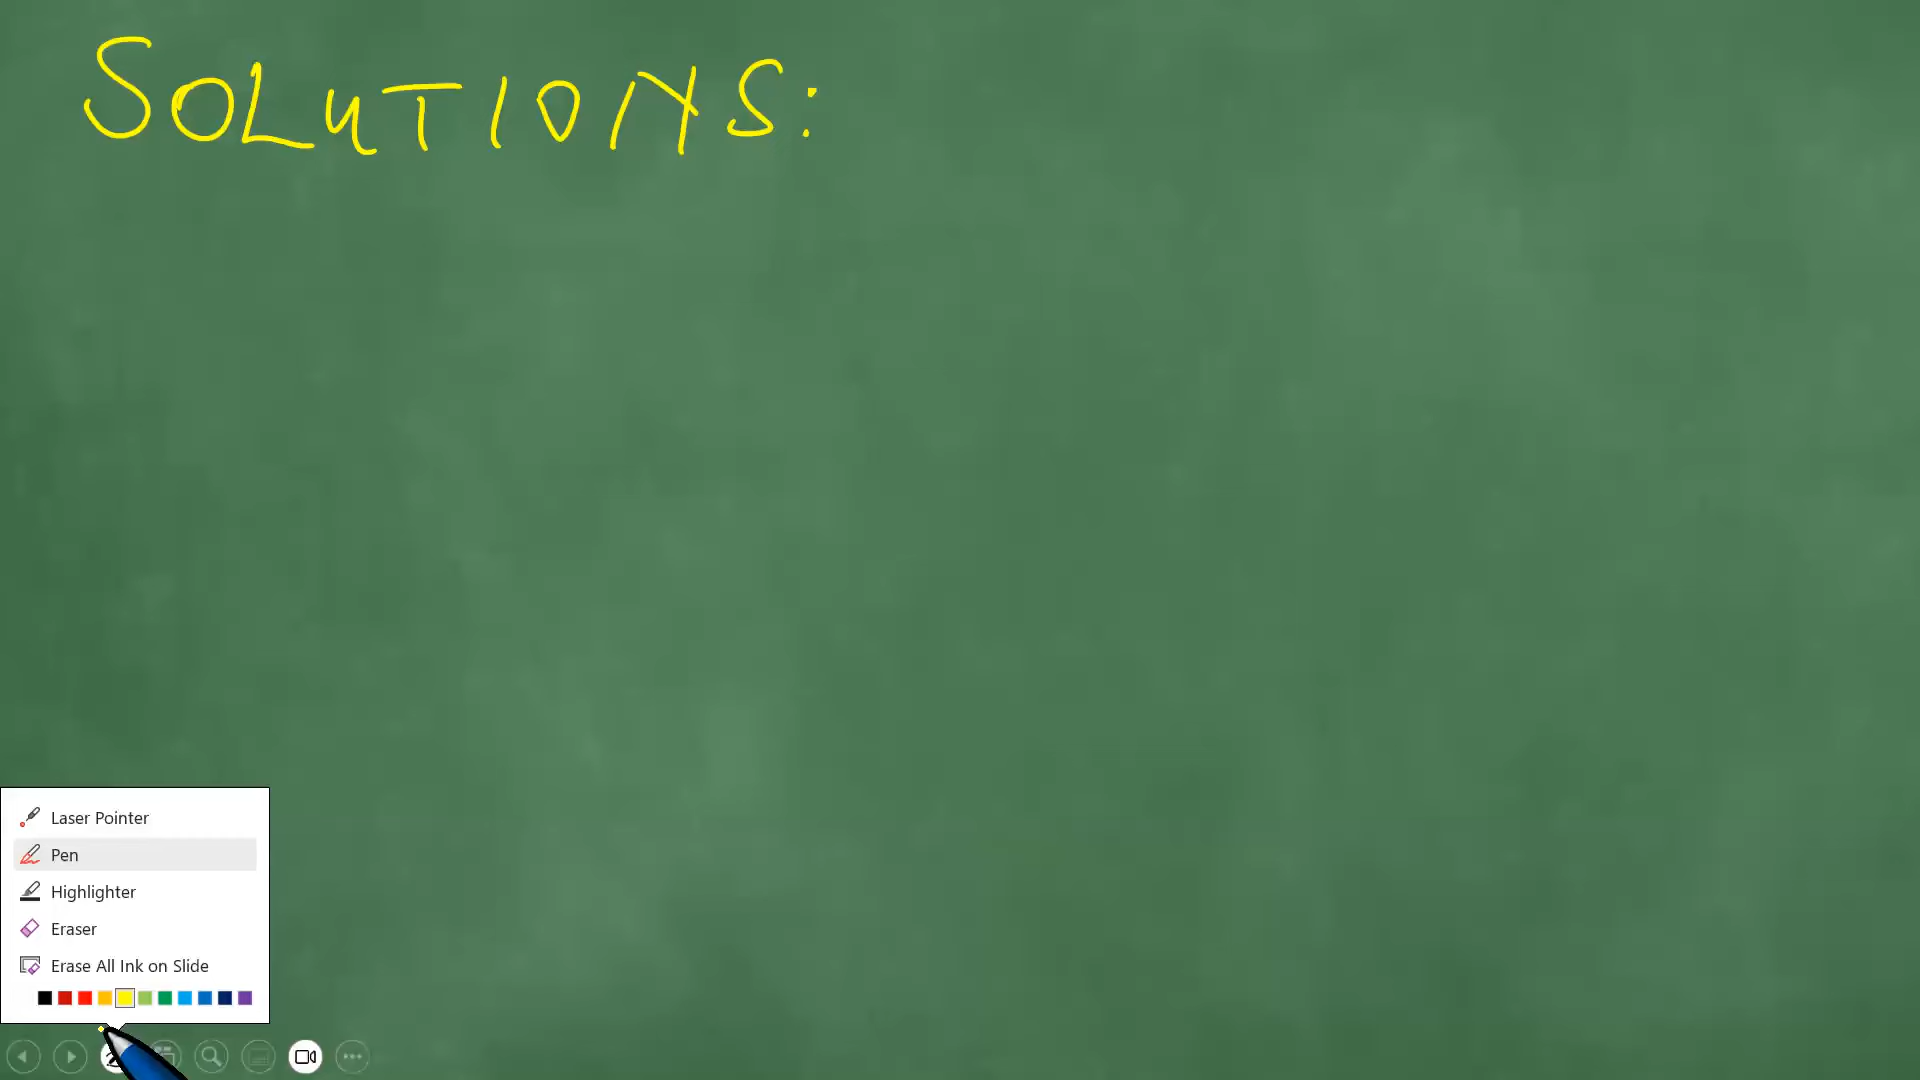 SOLUTIONS:
Laser Pointer
Pen
Highlighter
Eraser
Erase All Ink on Slide